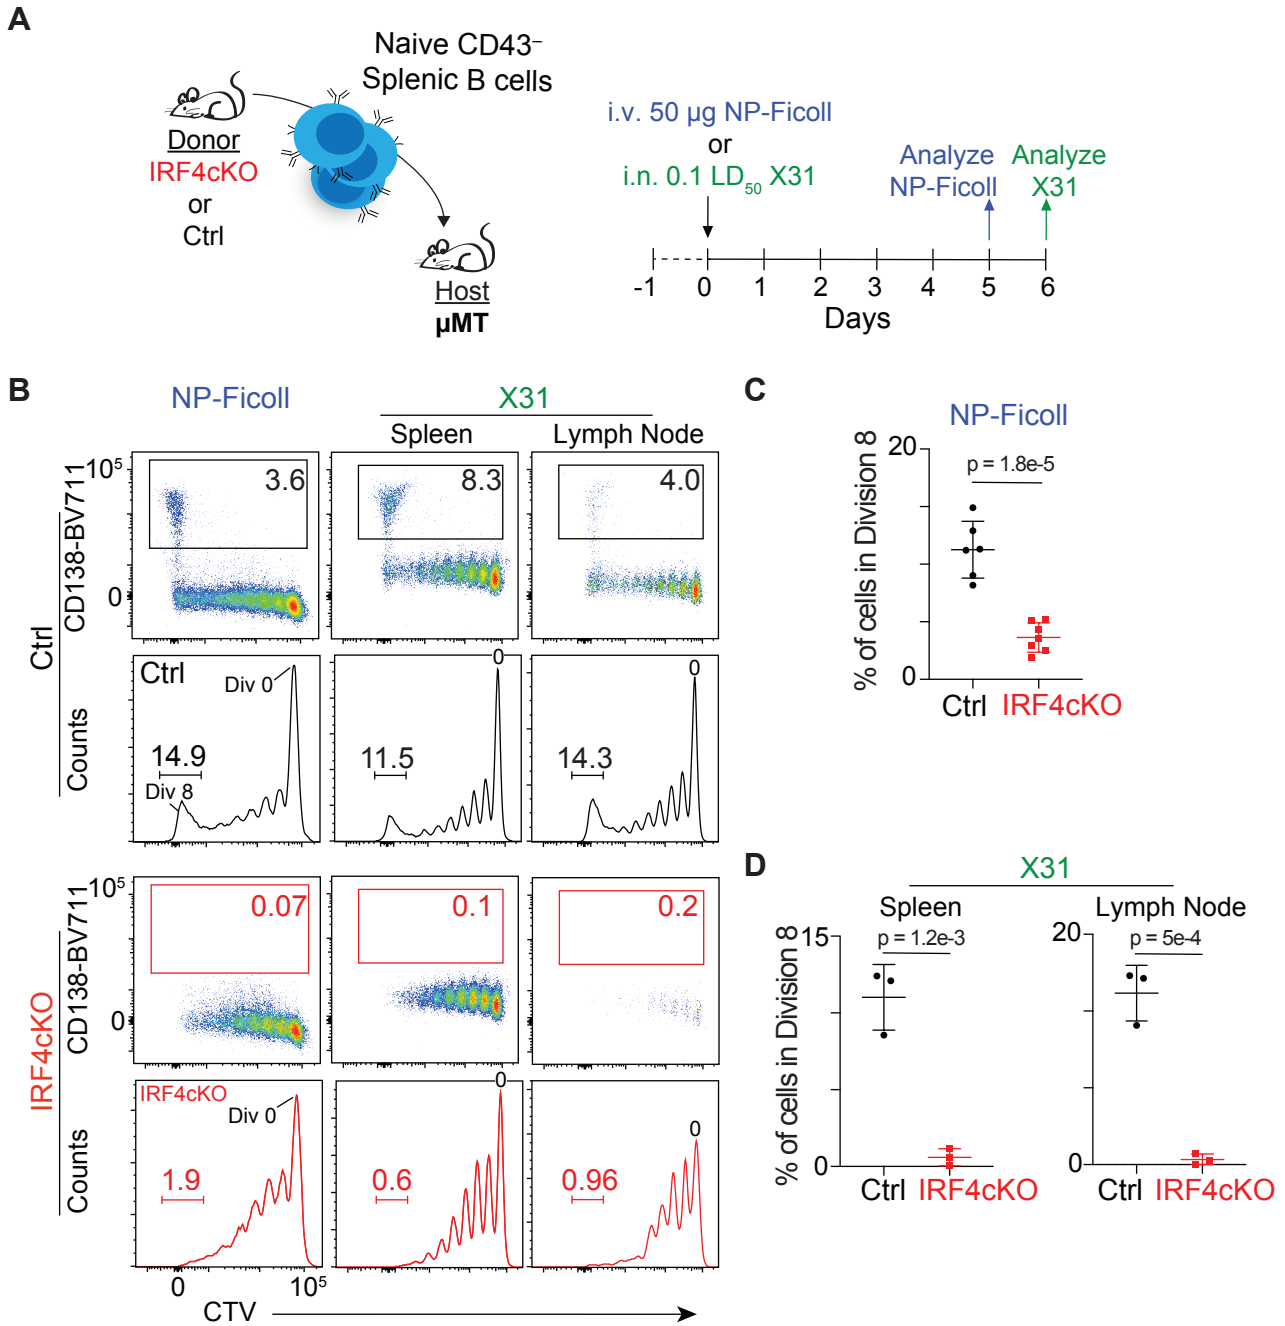 A
Naive CD43–
Splenic B cells
Donor
IRF4cKO
or
Ctrl
Host
µMT
i.v. 50 µg NP-Ficoll
or
i.n. 0.1 LD50 X31
Analyze
NP-Ficoll
Analyze
X31
-1 0 1 2 3 4 5 6
Days
B
NP-Ficoll
X31
Spleen
Lymph Node
Ctrl
CD138-BV711
10^5
0
3.6
8.3
4.0
Counts
Ctrl
Div 0
14.9
Div 8
0
11.5
0
14.3
IRF4cKO
CD138-BV711
10^5
0
0.07
0.1
0.2
Counts
IRF4cKO
Div 0
1.9
0
0.6
0
0.96
0 10^5
CTV
C
NP-Ficoll
% of cells in Division 8
20
0
p = 1.8e-5
Ctrl IRF4cKO
D
X31
Spleen
% of cells in Division 8
15
0
p = 1.2e-3
Ctrl IRF4cKO
Lymph Node
20
0
p = 5e-4
Ctrl IRF4cKO